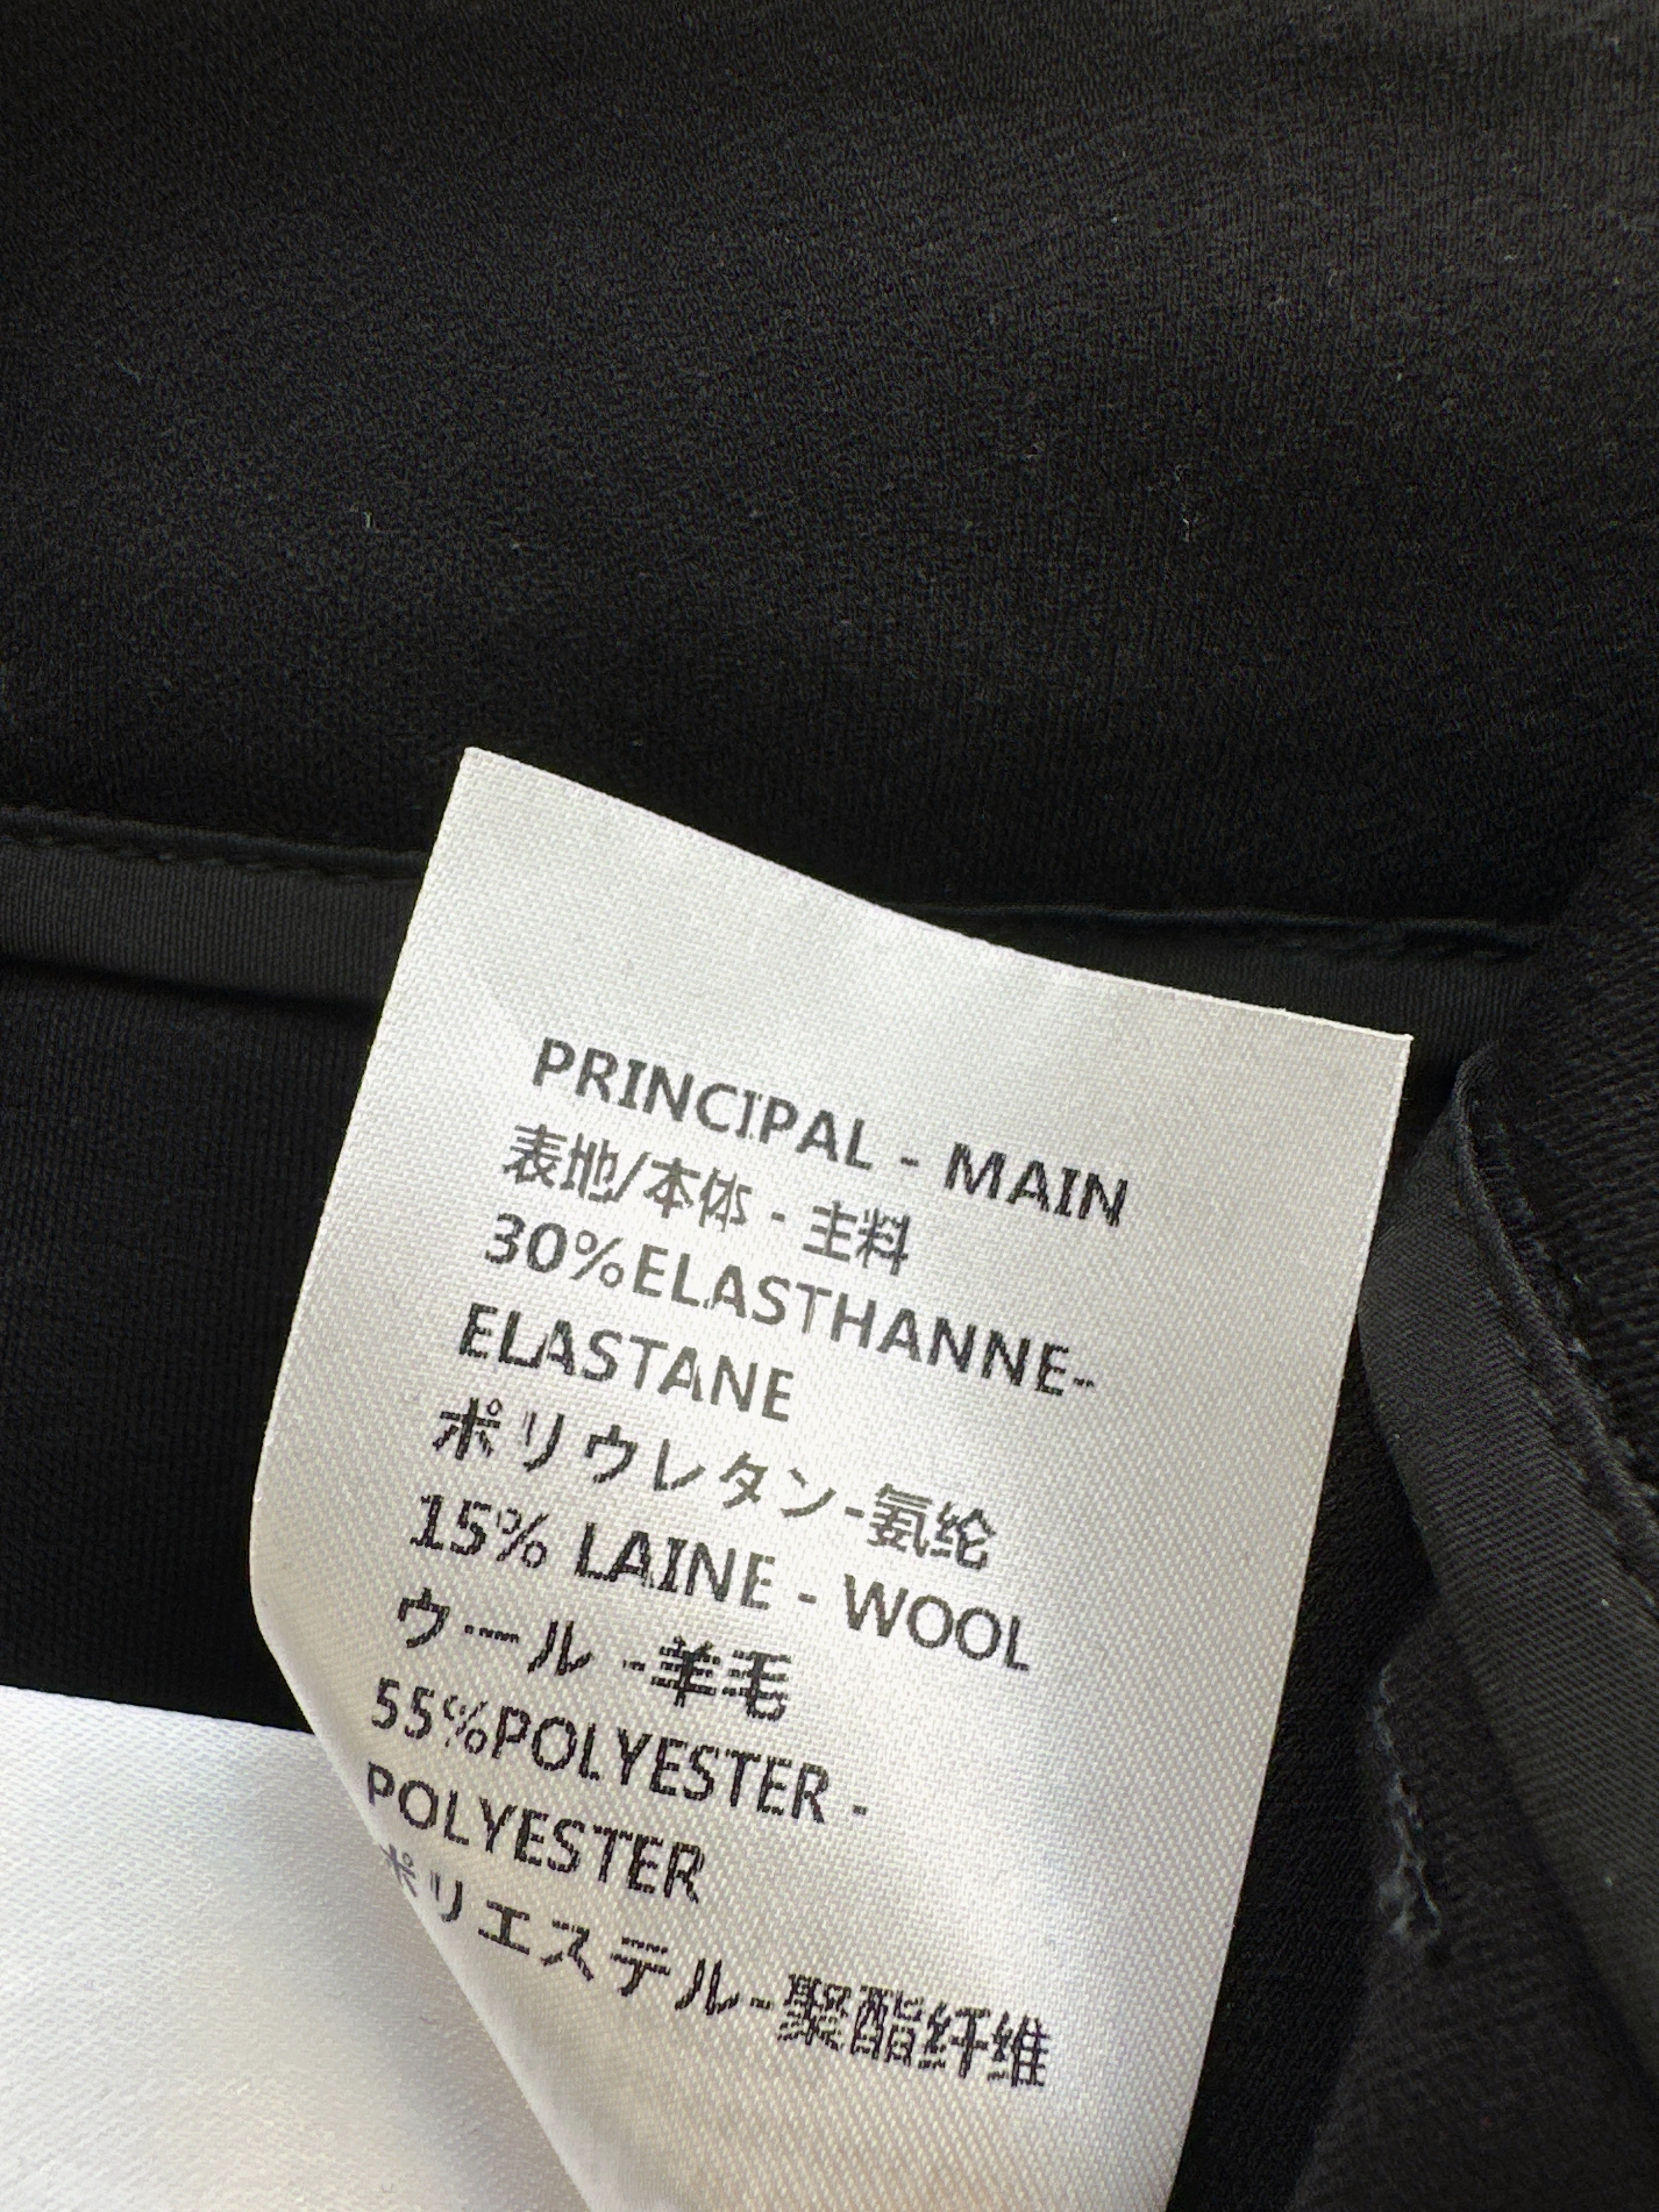 PRINCIPAL - MAIN
表地/本体 - 主料
30%ELASTHANNE-
ELASTANE
ポリウレタン-氨纶
15% LAINE - WOOL
ウール -羊毛
55%POLYESTER -
POLYESTER
ポリエステル-聚酯纤维